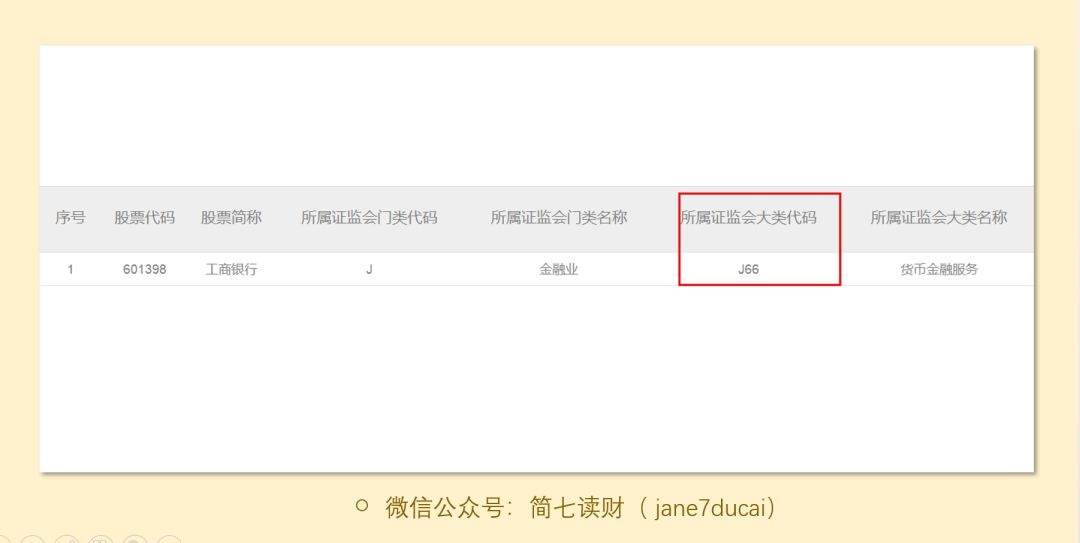 序号 股票代码 股票简称 所属证监会门类代码 所属证监会门类名称 所属证监会大类代码 所属证监会大类名称
1 601398 工商银行 J 金融业 J66 货币金融服务
微信公众号：简七读财（jane7ducai）